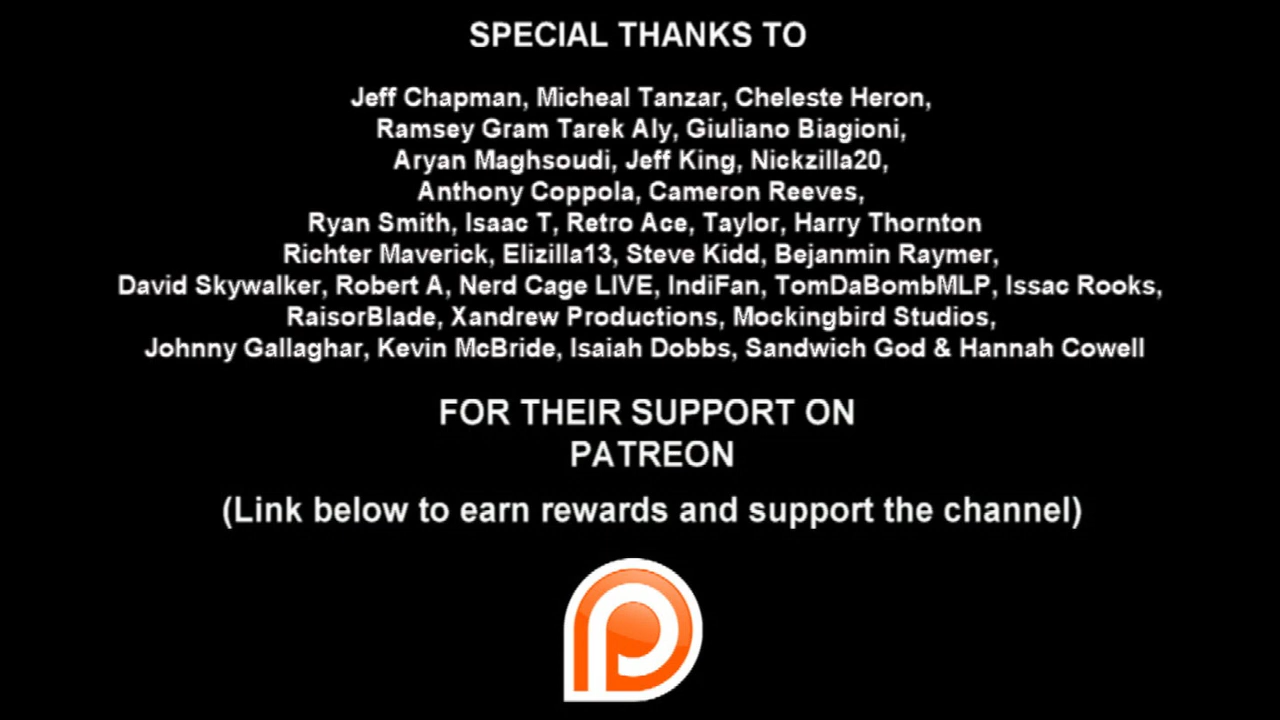 SPECIAL THANKS TO
Jeff Chapman, Micheal Tanzar, Cheleste Heron,
Ramsey Gram Tarek Aly, Giuliano Biagioni,
Aryan Maghsoudi, Jeff King, Nickzilla20,
Anthony Coppola, Cameron Reeves,
Ryan Smith, Isaac T, Retro Ace, Taylor, Harry Thornton
Richter Maverick, Elizilla13, Steve Kidd, Bejanmin Raymer,
David Skywalker, Robert A, Nerd Cage LIVE, IndiFan, TomDaBombMLP, Issac Rooks,
RaisorBlade, Xandrew Productions, Mockingbird Studios,
Johnny Gallaghar, Kevin McBride, Isaiah Dobbs, Sandwich God & Hannah Cowell
FOR THEIR SUPPORT ON
PATREON
(Link below to earn rewards and support the channel)